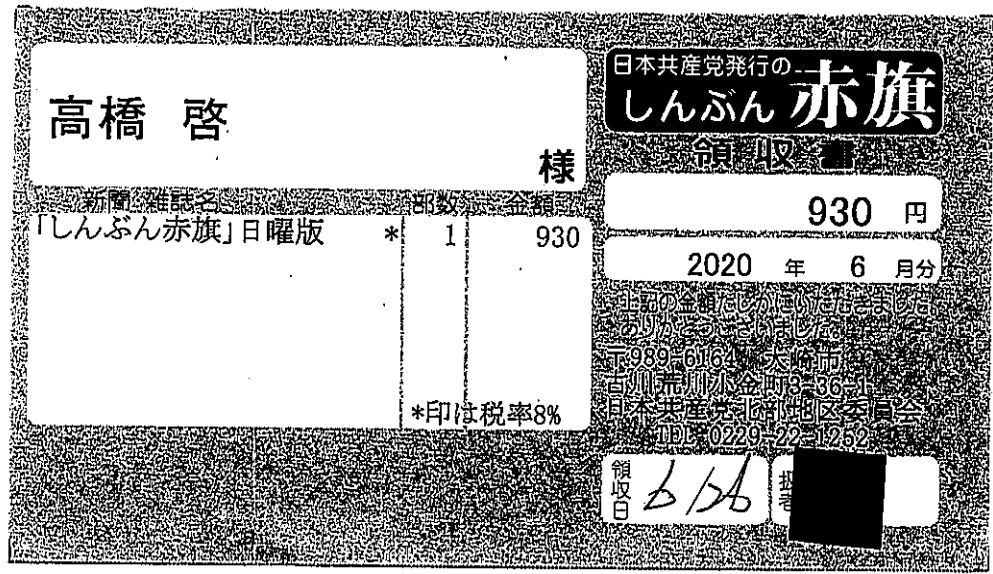 高橋 啓
様
新聞・雑誌名 部数 金額
「しんぶん赤旗」日曜版 * 1 930
*印は税率8%
日本共産党発行の
しんぶん 赤旗
領収書
930 円
2020 年 6 月分
上記の金額たしかにいただきました。
ありがとうございました。
〒989-6164 大崎市
古川荒川小金町3-36-1
日本共産党北部地区委員会
TEL 0229-22-1252
領収日 6/26
扱者